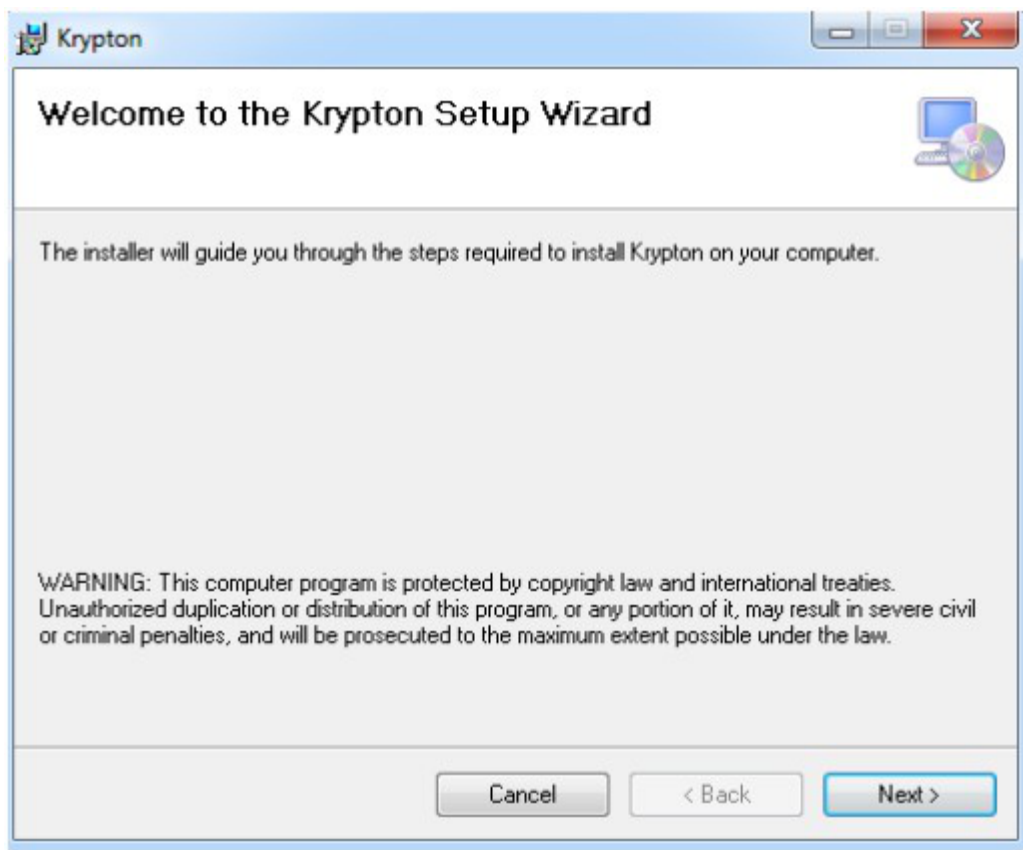 Krypton
Welcome to the Krypton Setup Wizard
The installer will guide you through the steps required to install Krypton on your computer.
WARNING: This computer program is protected by copyright law and international treaties.
Unauthorized duplication or distribution of this program, or any portion of it, may result in severe civil
or criminal penalties, and will be prosecuted to the maximum extent possible under the law.
Cancel
< Back
Next >